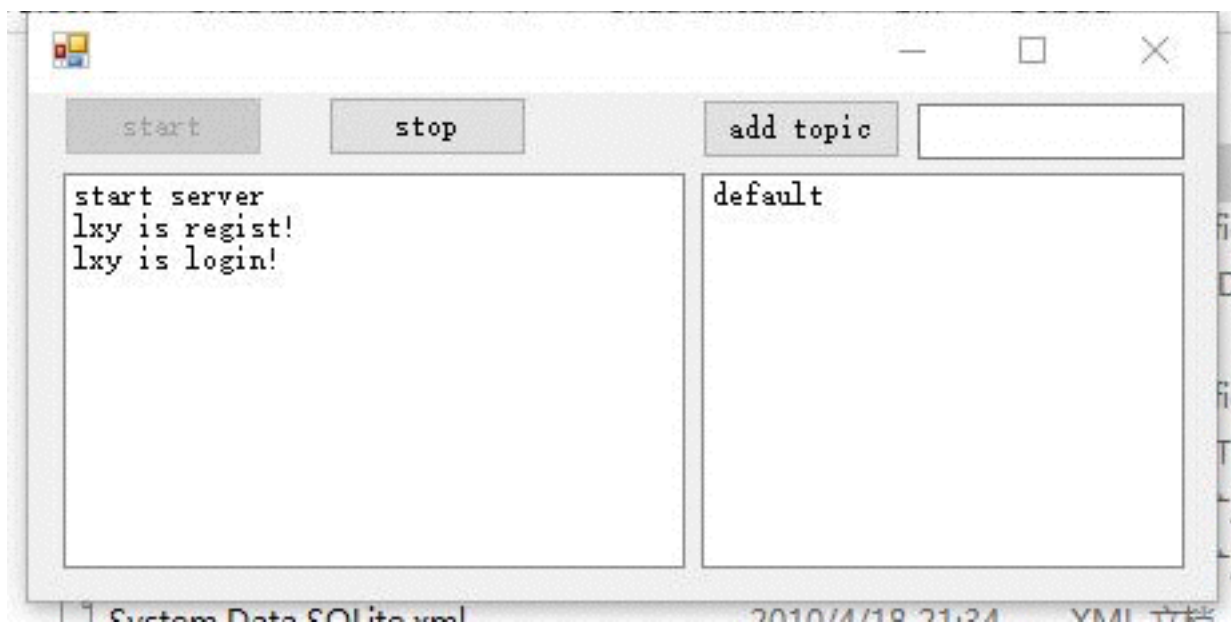 start
stop
add topic
start server
lxy is regist!
lxy is login!
default
System.Data.SQLite.xml
2010/4/18 21:34
XML 文档